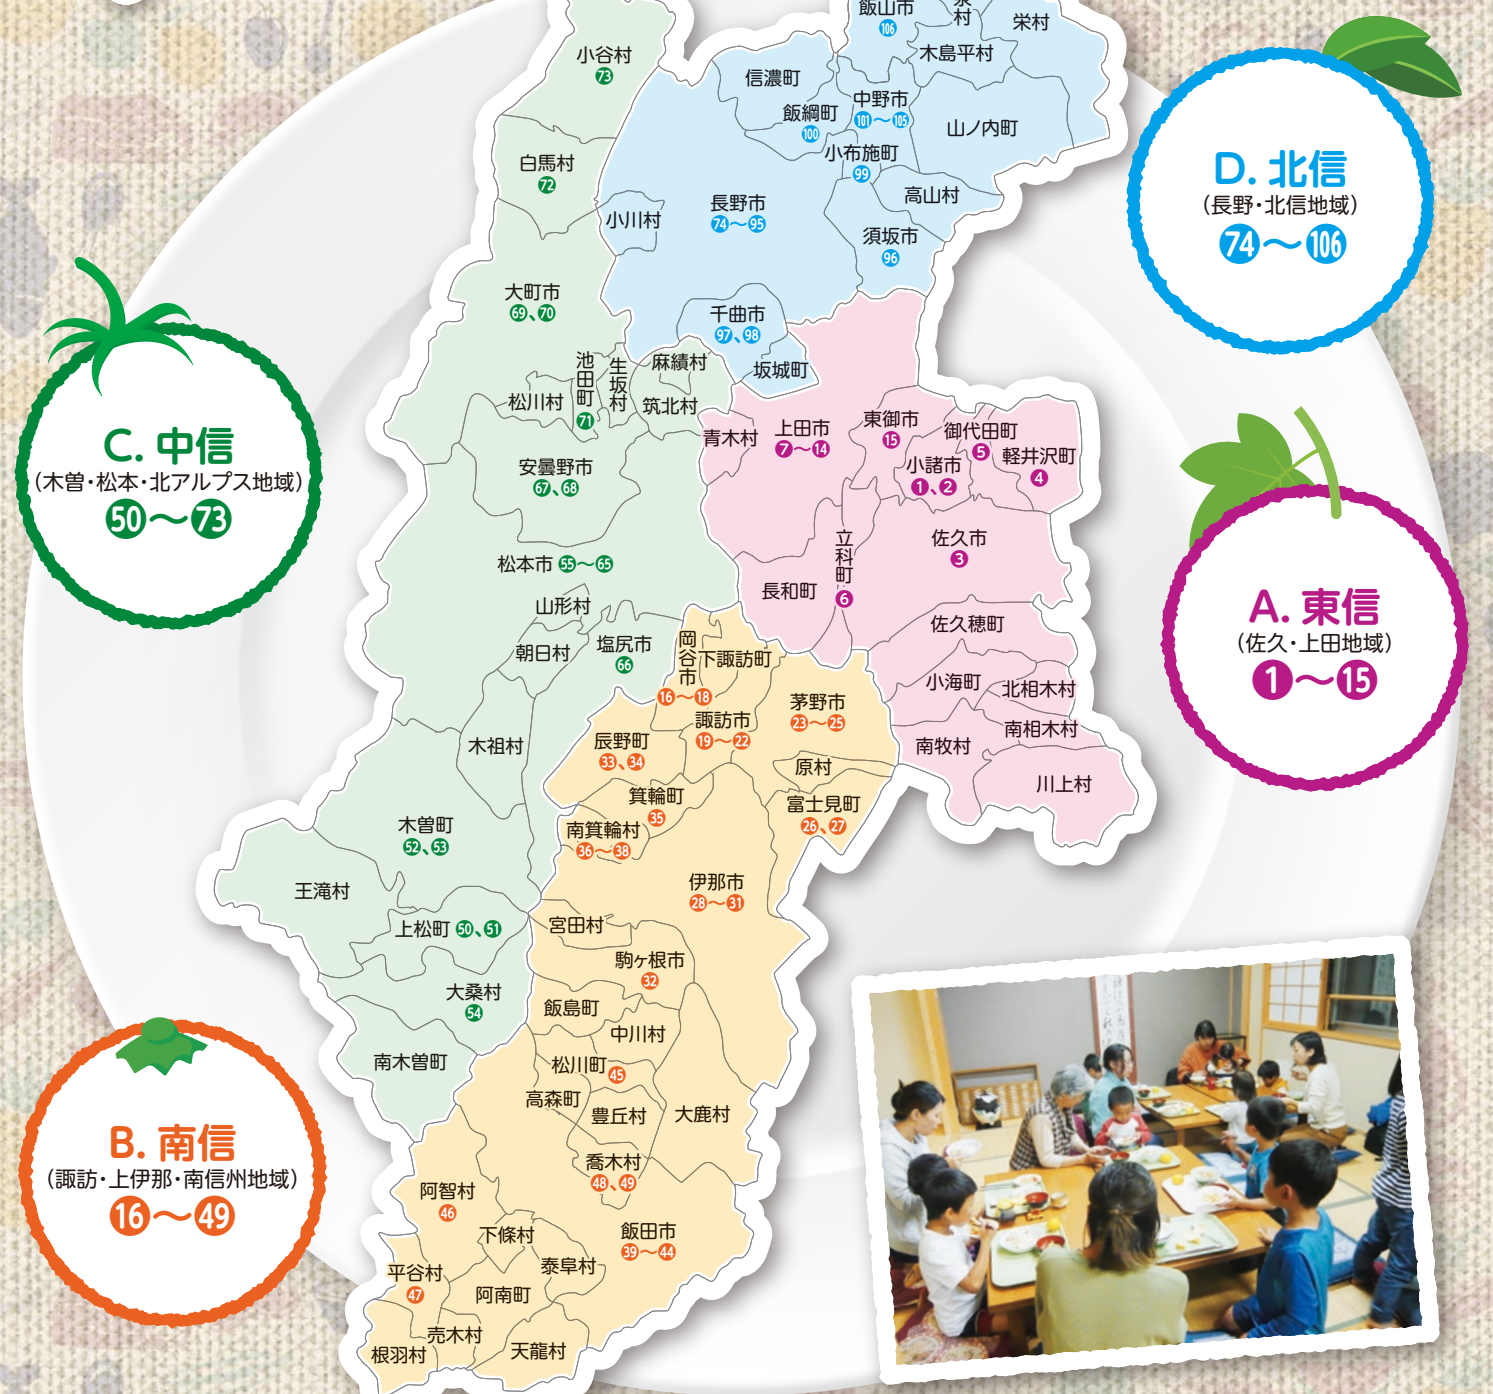 飯山市
106
泉
村
栄村
木島平村
小谷村
73
信濃町
飯綱町
100
中野市
101〜105
山ノ内町
小布施町
99
高山村
白馬村
72
小川村
長野市
74〜95
須坂市
96
大町市
69、70
千曲市
97、98
坂城町
麻績村
池田町
71
生坂村
松川村
筑北村
青木村
上田市
7〜14
東御市
15
御代田町
5
軽井沢町
4
小諸市
1、2
安曇野市
67、68
松本市 55〜65
立科町
6
佐久市
3
長和町
山形村
朝日村
塩尻市
66
岡谷市
16〜18
下諏訪町
佐久穂町
小海町
北相木村
南相木村
南牧村
川上村
茅野市
23〜25
諏訪市
19〜22
辰野町
33、34
原村
富士見町
26、27
箕輪町
35
南箕輪村
36〜38
木祖村
木曽町
52、53
王滝村
上松町 50、51
伊那市
28〜31
宮田村
駒ヶ根市
32
大桑村
54
飯島町
中川村
南木曽町
松川町 45
高森町
豊丘村
大鹿村
喬木村
48、49
阿智村
46
下條村
飯田市
39〜44
泰阜村
平谷村
47
阿南町
売木村
根羽村
天龍村
D. 北信
（長野・北信地域）
74〜106
C. 中信
（木曽・松本・北アルプス地域）
50〜73
A. 東信
（佐久・上田地域）
1〜15
B. 南信
（諏訪・上伊那・南信州地域）
16〜49